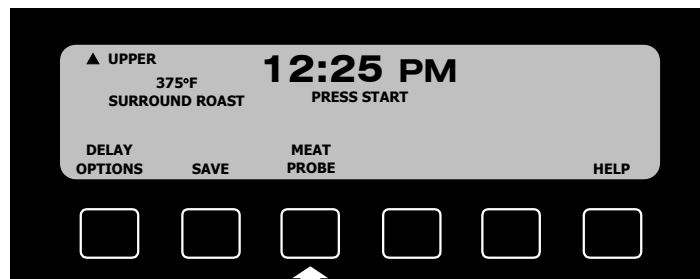 ▲ UPPER
12:25 PM
375°F
SURROUND ROAST
PRESS START
DELAY
OPTIONS
SAVE
MEAT
PROBE
HELP